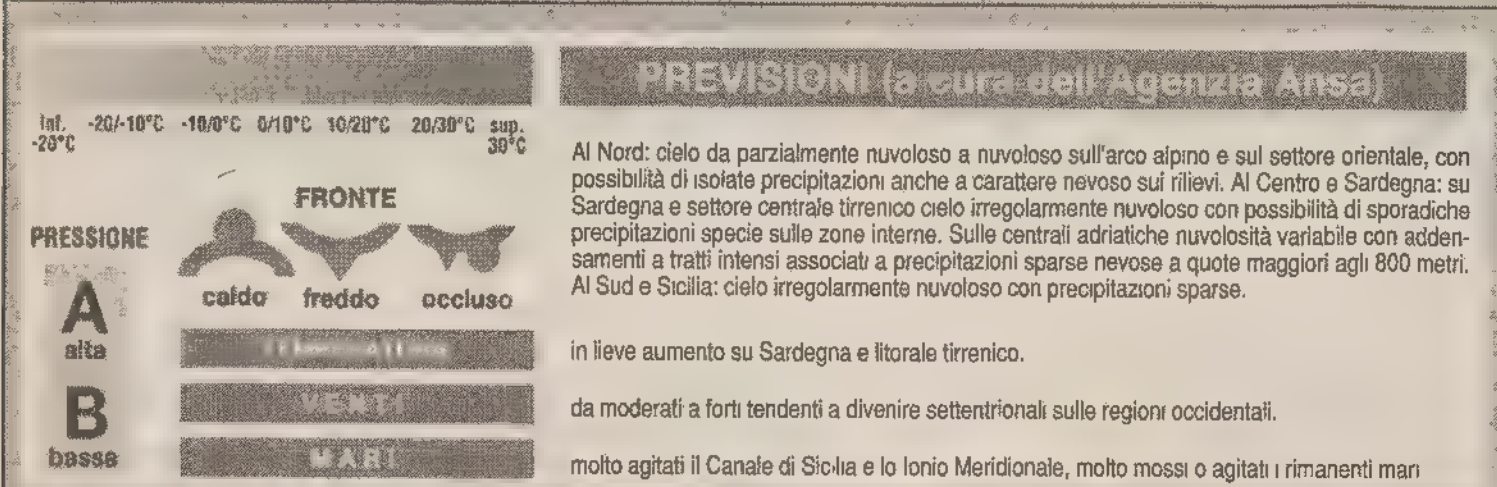 PREVISIONI (a cura dell'Agenzia Ansa)
inf. -20/-10°C -10/0°C 0/10°C 10/20°C 20/30°C sup.
-20°C 30°C
FRONTE
PRESSIONE
caldo freddo occluso
A
alta
B
bassa
Al Nord: cielo da parzialmente nuvoloso a nuvoloso sull'arco alpino e sul settore orientale, con
possibilità di isolate precipitazioni anche a carattere nevoso sui rilievi. Al Centro e Sardegna: su
Sardegna e settore centrale tirrenico cielo irregolarmente nuvoloso con possibilità di sporadiche
precipitazioni specie sulle zone interne. Sulle centrali adriatiche nuvolosità variabile con adden-
samenti a tratti intensi associati a precipitazioni sparse nevose a quote maggiori agli 800 metri.
Al Sud e Sicilia: cielo irregolarmente nuvoloso con precipitazioni sparse.
in lieve aumento su Sardegna e litorale tirrenico.
VENTI
da moderati a forti tendenti a divenire settentrionali sulle regioni occidentali.
MARI
molto agitati il Canale di Sicilia e lo Ionio Meridionale, molto mossi o agitati i rimanenti mari